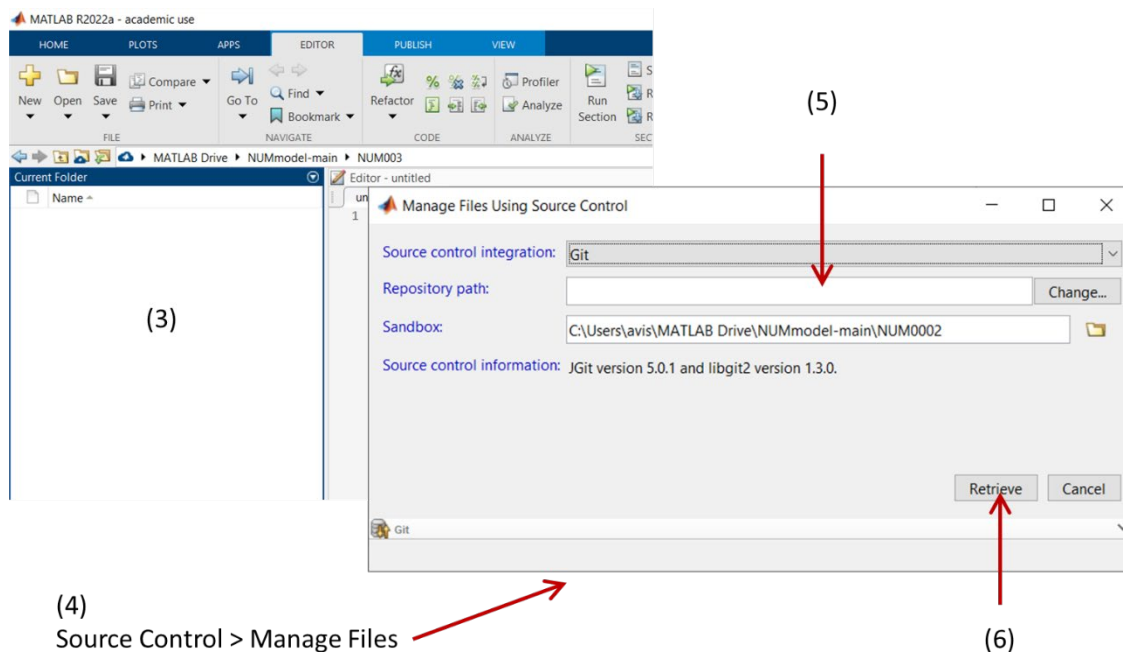 MATLAB R2022a - academic use
HOME PLOTS APPS EDITOR PUBLISH VIEW
New Open Save Compare Print Go To Find Bookmark Refactor Profiler Analyze Run Section
FILE NAVIGATE CODE ANALYZE SEC
MATLAB Drive NUMmodel-main NUM003
Current Folder
Name
Editor - untitled
un
1
(3)
(5)
Manage Files Using Source Control
Source control integration: Git
Repository path: Change...
Sandbox: C:\Users\avis\MATLAB Drive\NUMmodel-main\NUM0002
Source control information: JGit version 5.0.1 and libgit2 version 1.3.0.
Retrieve Cancel
Git
(4)
Source Control > Manage Files
(6)